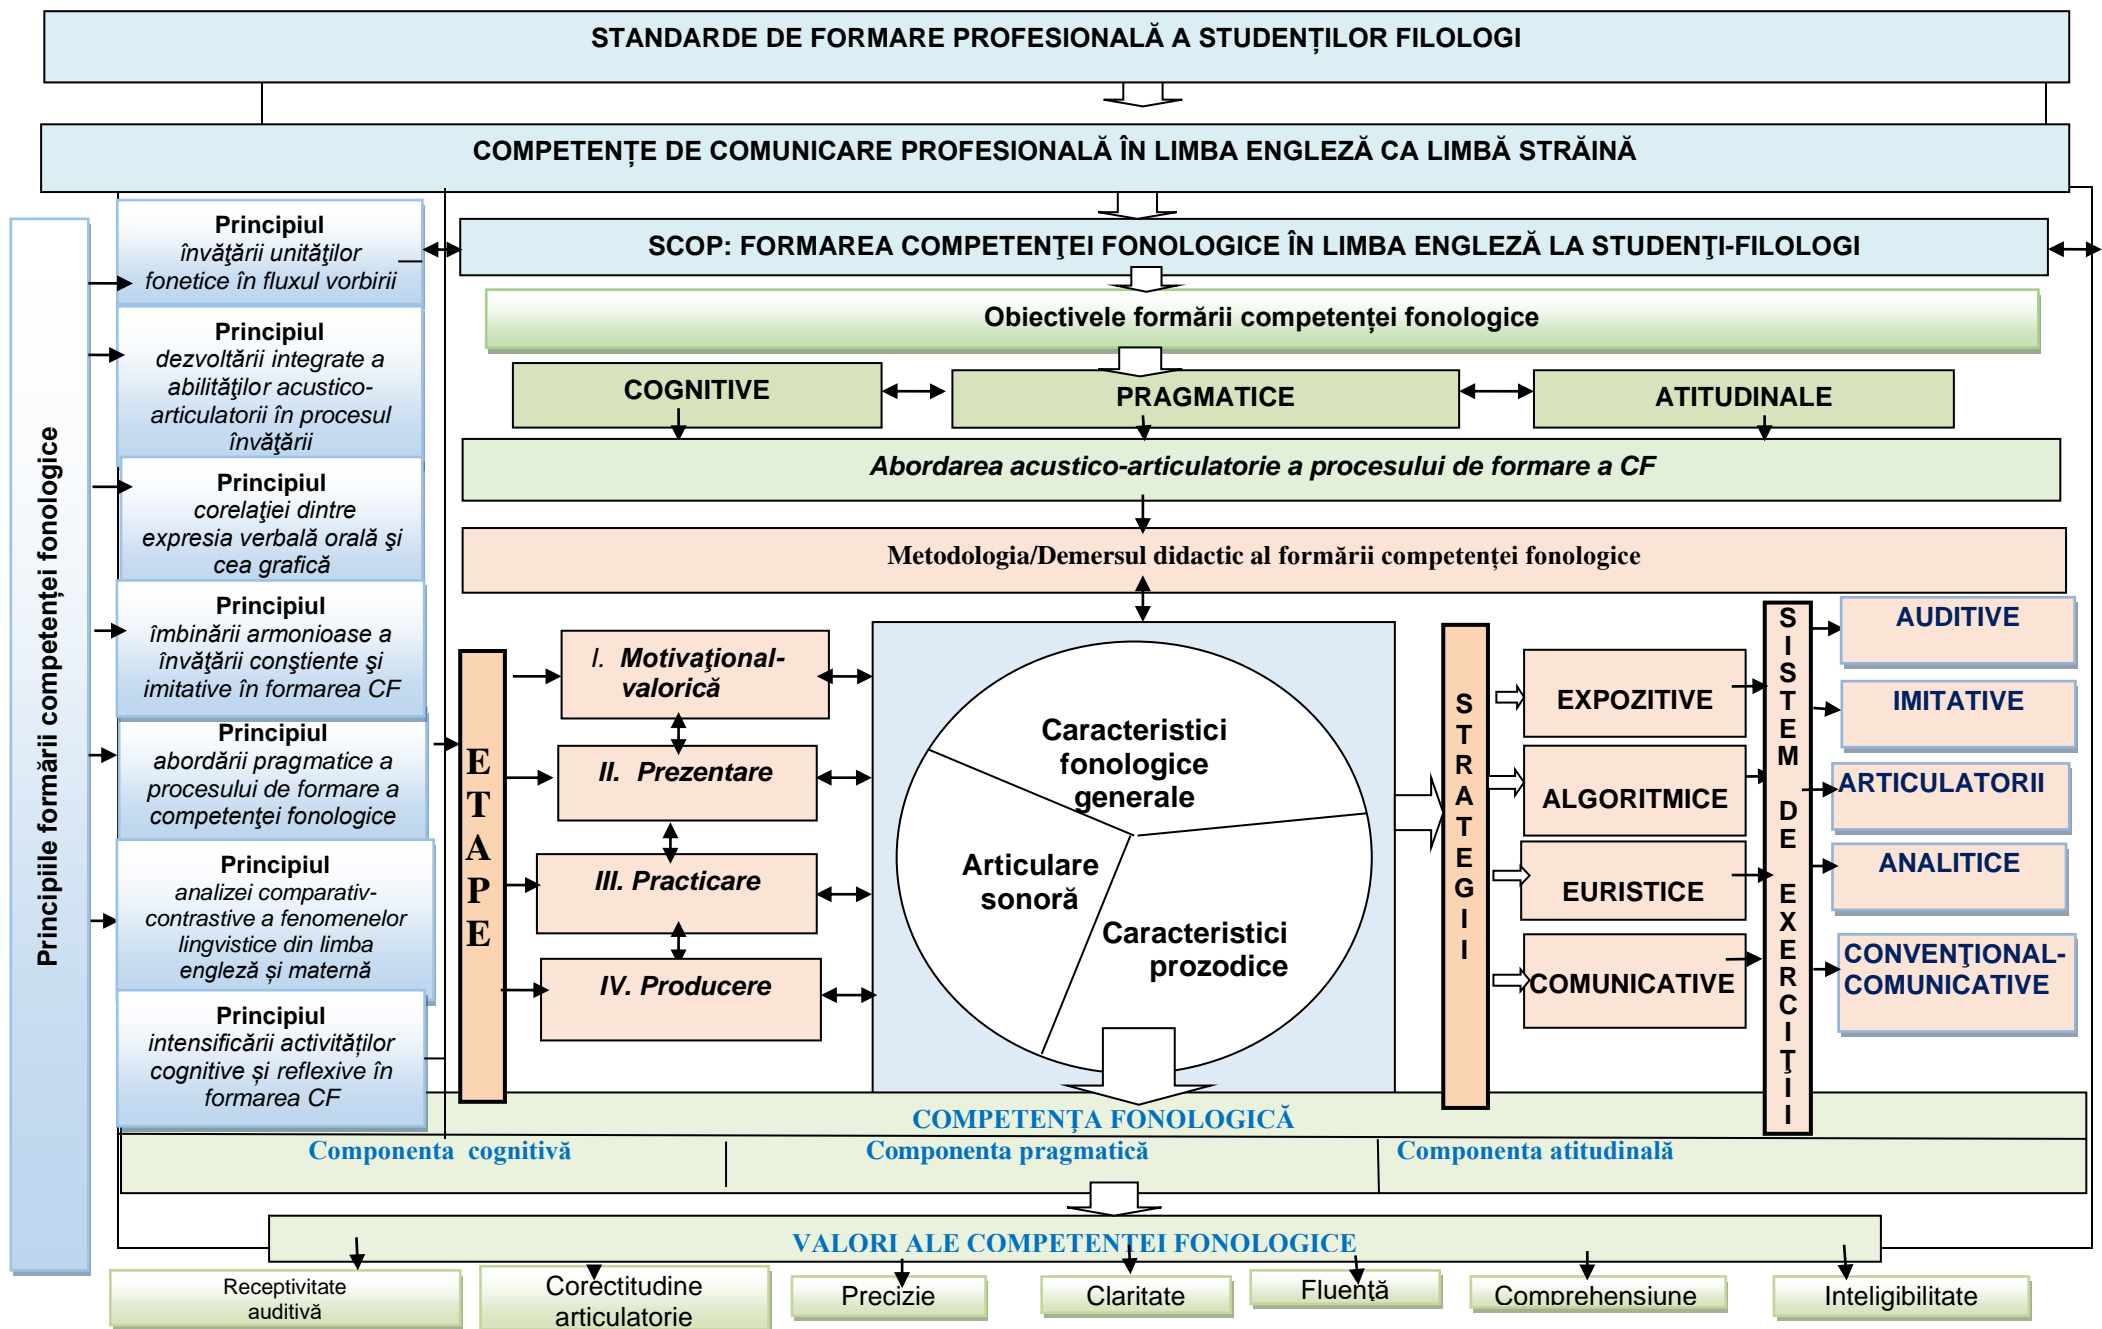 STANDARDE DE FORMARE PROFESIONALĂ A STUDENȚILOR FILOLOGI
COMPETENȚE DE COMUNICARE PROFESIONALĂ ÎN LIMBA ENGLEZĂ CA LIMBĂ STRĂINĂ
Principiile formării competenței fonologice
Principiul
învăţării unităţilor
fonetice în fluxul vorbirii
Principiul
dezvoltării integrate a
abilităţilor acustico-
articulatorii în procesul
învăţării
Principiul
corelaţiei dintre
expresia verbală orală şi
cea grafică
Principiul
îmbinării armonioase a
învăţării conştiente şi
imitative în formarea CF
Principiul
abordării pragmatice a
procesului de formare a
competenţei fonologice
Principiul
analizei comparativ-
contrastive a fenomenelor
lingvistice din limba
engleză și maternă
Principiul
intensificării activităților
cognitive și reflexive în
formarea CF
SCOP: FORMAREA COMPETENŢEI FONOLOGICE ÎN LIMBA ENGLEZĂ LA STUDENŢI-FILOLOGI
Obiectivele formării competenței fonologice
COGNITIVE
PRAGMATICE
ATITUDINALE
Abordarea acustico-articulatorie a procesului de formare a CF
Metodologia/Demersul didactic al formării competenței fonologice
ETAPE
I. Motivaţional-
valorică
II. Prezentare
III. Practicare
IV. Producere
Caracteristici
fonologice
generale
Articulare
sonoră
Caracteristici
prozodice
STRATEGII
EXPOZITIVE
ALGORITMICE
EURISTICE
COMUNICATIVE
SISTEM DE EXERCIŢII
AUDITIVE
IMITATIVE
ARTICULATORII
ANALITICE
CONVENŢIONAL-
COMUNICATIVE
COMPETENŢA FONOLOGICĂ
Componenta cognitivă
Componenta pragmatică
Componenta atitudinală
VALORI ALE COMPETENTEI FONOLOGICE
Receptivitate
auditivă
Corectitudine
articulatorie
Precizie
Claritate
Fluenţă
Comprehensiune
Inteligibilitate